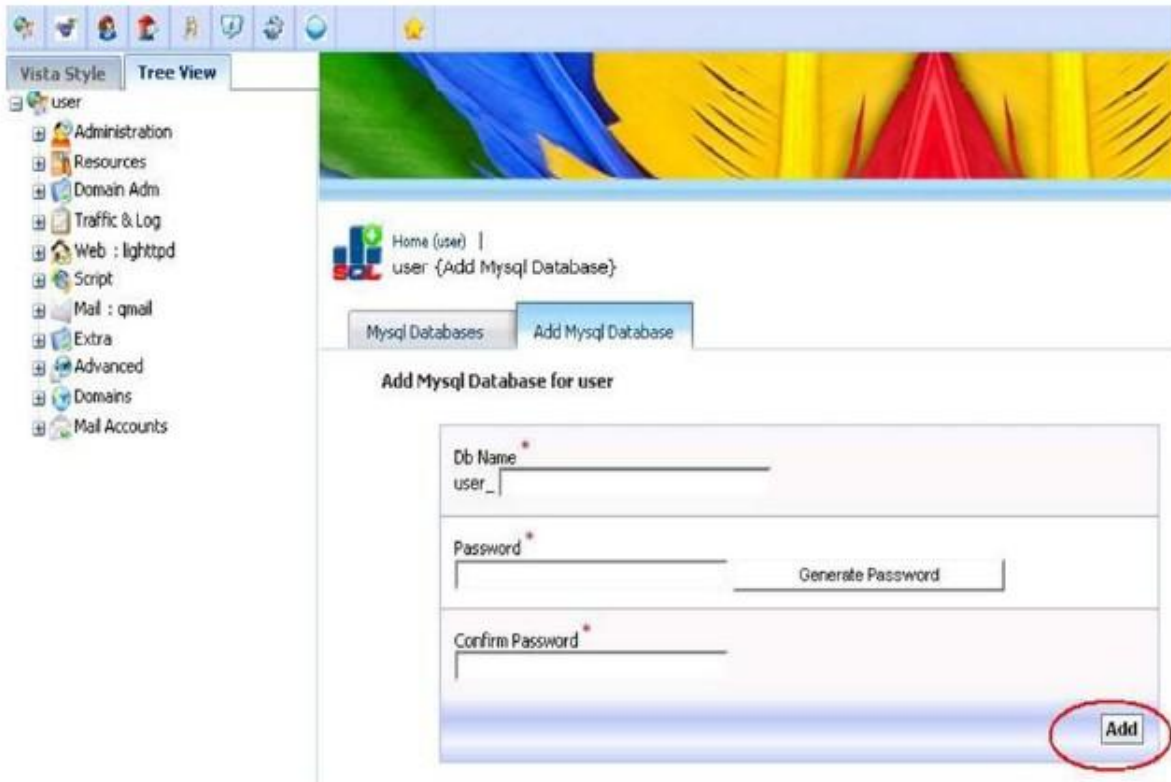 Vista Style
Tree View
user
Administration
Resources
Domain Adm
Traffic & Log
Web : lighttpd
Script
Mail : qmail
Extra
Advanced
Domains
Mail Accounts
SQL
Home (user) |
user {Add Mysql Database}
Mysql Databases
Add Mysql Database
Add Mysql Database for user
Db Name *
user_
Password *
Generate Password
Confirm Password *
Add